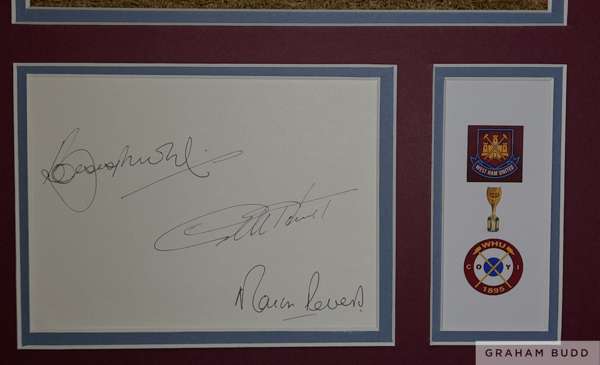 Martin Peters
WEST HAM UNITED
WHU
C O Y I
1895
GRAHAM BUDD